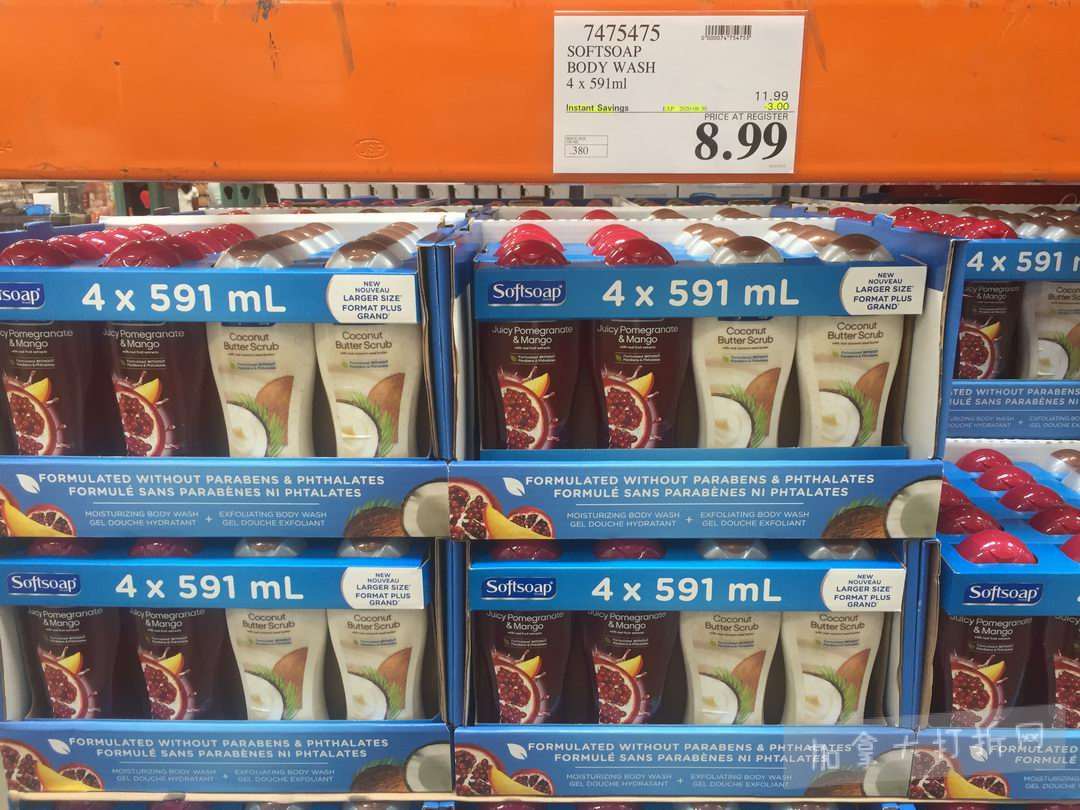 7475475
SOFTSOAP
BODY WASH
4 x 591ml
11.99
Instant Savings
-3.00
PRICE AT REGISTER
8.99
.380
Softsoap
4 x 591 mL
NEW
NOUVEAU
LARGER SIZE*
FORMAT PLUS
GRAND*
Juicy Pomegranate
& Mango
Juicy Pomegranate
& Mango
Coconut
Butter Scrub
Coconut
Butter Scrub
FORMULATED WITHOUT PARABENS & PHTHALATES
FORMULÉ SANS PARABÈNES NI PHTALATES
MOISTURIZING BODY WASH + EXFOLIATING BODY WASH
GEL DOUCHE HYDRATANT GEL DOUCHE EXFOLIANT
Softsoap
4 x 591 mL
NEW
NOUVEAU
LARGER SIZE*
FORMAT PLUS
GRAND*
Juicy Pomegranate
& Mango
Juicy Pomegranate
& Mango
Coconut
Butter Scrub
Coconut
Butter Scrub
FORMULATED WITHOUT PARABENS & PHTHALATES
FORMULÉ SANS PARABÈNES NI PHTALATES
MOISTURIZING BODY WASH + EXFOLIATING BODY WASH
GEL DOUCHE HYDRATANT GEL DOUCHE EXFOLIANT
4 x 591
Juicy Pomegranate
& Mango
WITHOUT PARABENS
FORMULÉ SANS PARABÈNES
Softsoap
4 x 591 mL
NEW
NOUVEAU
LARGER SIZE*
FORMAT PLUS
GRAND*
Juicy Pomegranate
& Mango
Juicy Pomegranate
& Mango
Coconut
Butter Scrub
Coconut
Butter Scrub
FORMULATED WITHOUT PARABENS & PHTHALATES
FORMULÉ SANS PARABÈNES NI PHTALATES
MOISTURIZING BODY WASH + EXFOLIATING BODY WASH
GEL DOUCHE HYDRATANT GEL DOUCHE EXFOLIANT
Softsoap
4 x 591 mL
NEW
NOUVEAU
LARGER SIZE*
FORMAT PLUS
GRAND*
Juicy Pomegranate
& Mango
Juicy Pomegranate
& Mango
Coconut
Butter Scrub
Coconut
Butter Scrub
FORMULATED WITHOUT PARABENS & PHTHALATES
FORMULÉ SANS PARABÈNES NI PHTALATES
MOISTURIZING BODY WASH + EXFOLIATING BODY WASH
GEL DOUCHE HYDRATANT GEL DOUCHE EXFOLIANT
Softsoap
Juicy Pomegranate
& Mango
FORMULATED
加拿大打折网